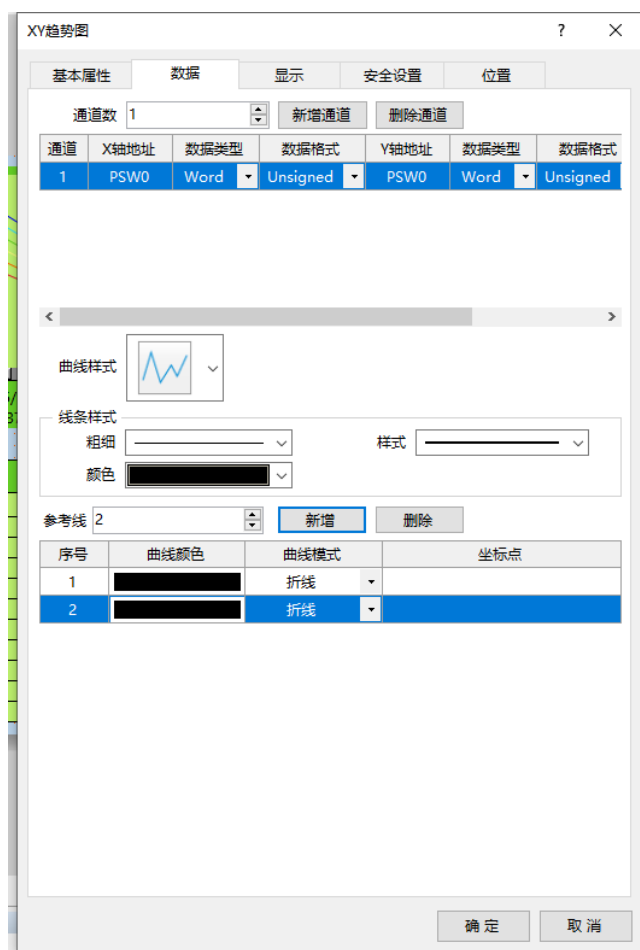 XY趋势图 ?
基本属性 数据 显示 安全设置 位置
通道数 1 新增通道 删除通道
通道 X轴地址 数据类型 数据格式 Y轴地址 数据类型 数据格式
1 PSW0 Word Unsigned PSW0 Word Unsigned
曲线样式
线条样式
粗细 样式
颜色
参考线 2 新增 删除
序号 曲线颜色 曲线模式 坐标点
1 折线
2 折线
确定 取消